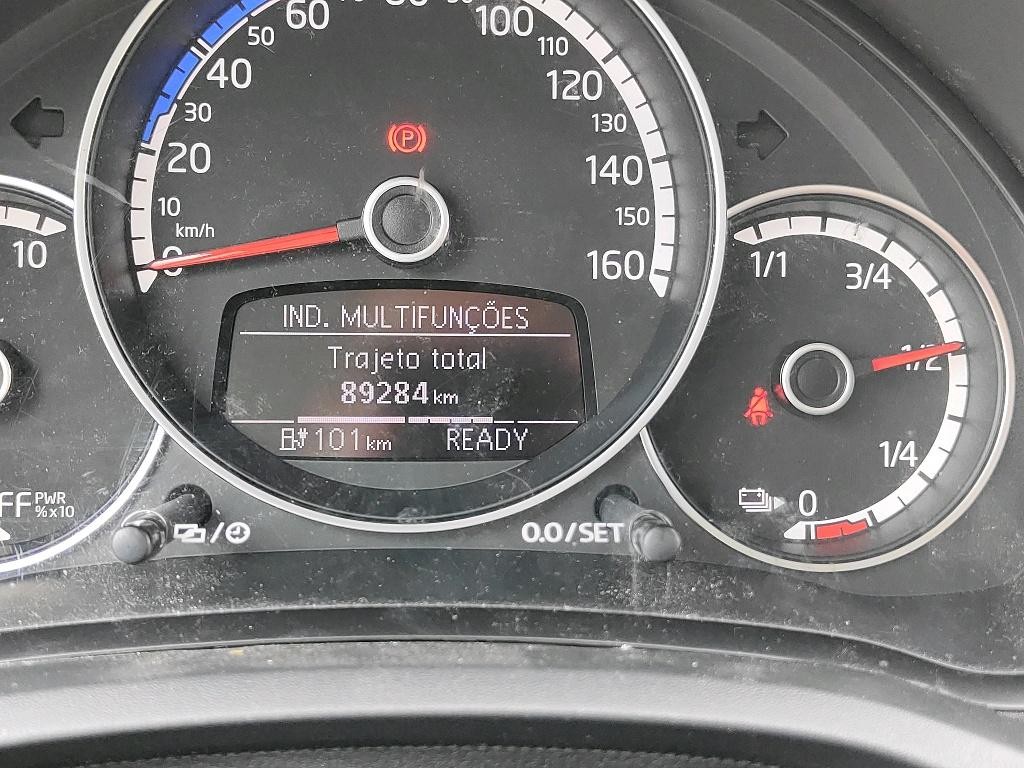 60
100
50
110
40
120
30
130
20
140
10
150
km/h
0
160
P
IND. MULTIFUNÇÕES
Trajeto total
89284 km
101 km READY
10
FF PWR
%x10
0.0/SET
1/1
3/4
1/2
1/4
0